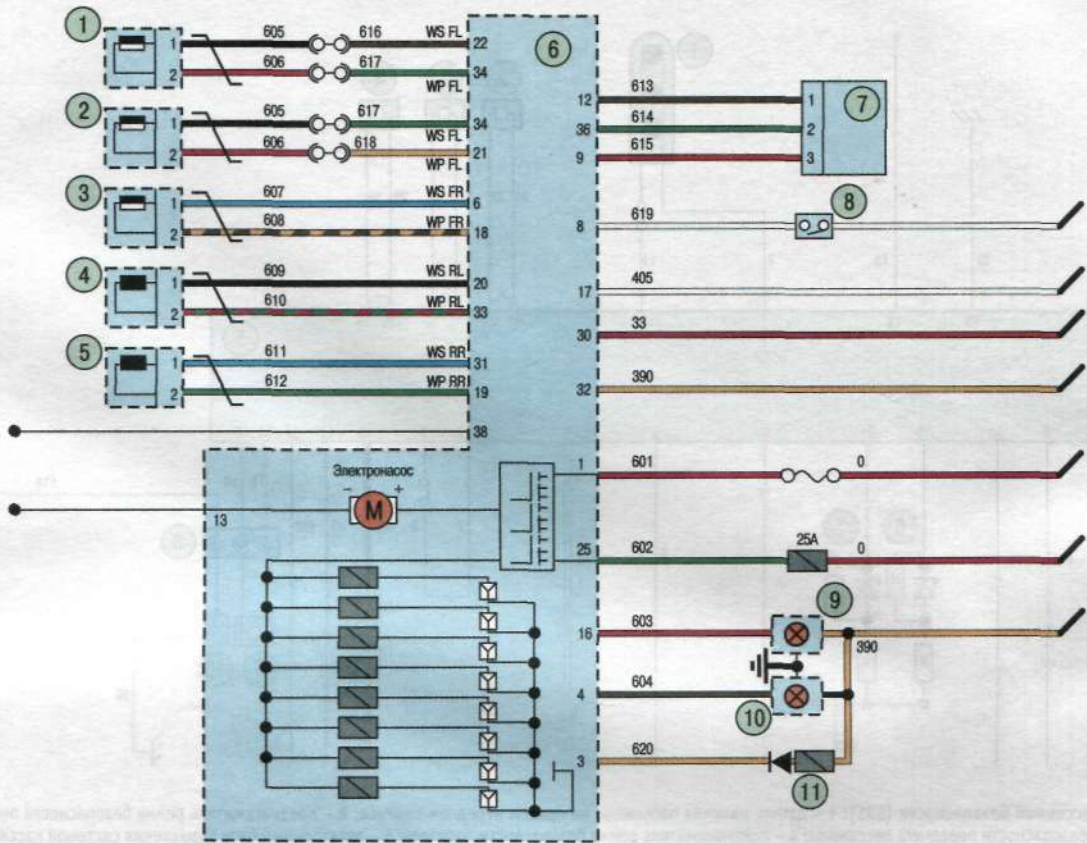 1 1 605 616 WS FL 22
2 606 617 WP FL 34
2 1 605 617 WS FL 34
2 606 618 WP FL 21
3 1 607 WS FR 6
2 608 WP FR 18
4 1 609 WS RL 20
2 610 WP RL 33
5 1 611 WS RR 31
2 612 WP RR 19
38
6
12 613 1 7
36 614 2
9 615 3
8 619 8
17 405
30 33
32 390
Электронасос
13 - M +
1 601 0
25 602 25A 0
16 603 9
390
4 604 10
3 620 11